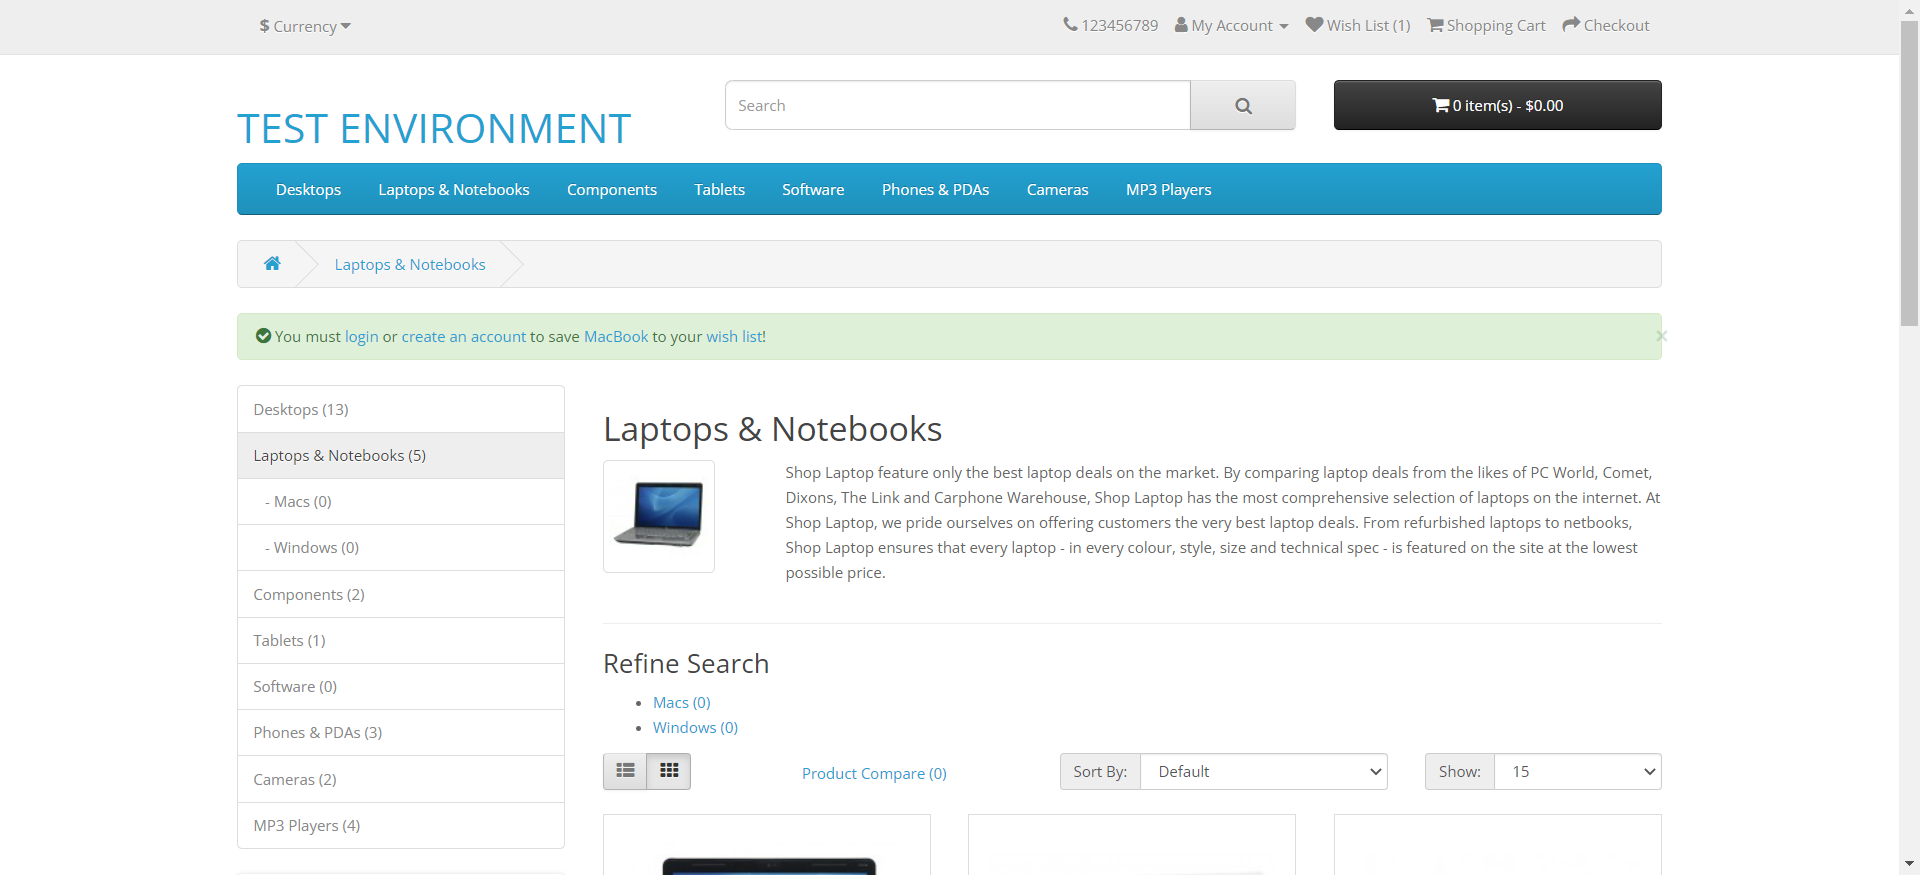 $ Currency
123456789 My Account Wish List (1) Shopping Cart Checkout
TEST ENVIRONMENT
Search
0 item(s) - $0.00
Desktops Laptops & Notebooks Components Tablets Software Phones & PDAs Cameras MP3 Players
Laptops & Notebooks
You must login or create an account to save MacBook to your wish list!
×
Desktops (13)
Laptops & Notebooks (5)
- Macs (0)
- Windows (0)
Components (2)
Tablets (1)
Software (0)
Phones & PDAs (3)
Cameras (2)
MP3 Players (4)
Laptops & Notebooks
Shop Laptop feature only the best laptop deals on the market. By comparing laptop deals from the likes of PC World, Comet,
Dixons, The Link and Carphone Warehouse, Shop Laptop has the most comprehensive selection of laptops on the internet. At
Shop Laptop, we pride ourselves on offering customers the very best laptop deals. From refurbished laptops to netbooks,
Shop Laptop ensures that every laptop - in every colour, style, size and technical spec - is featured on the site at the lowest
possible price.
Refine Search
Macs (0)
Windows (0)
Product Compare (0)
Sort By: Default
Show: 15